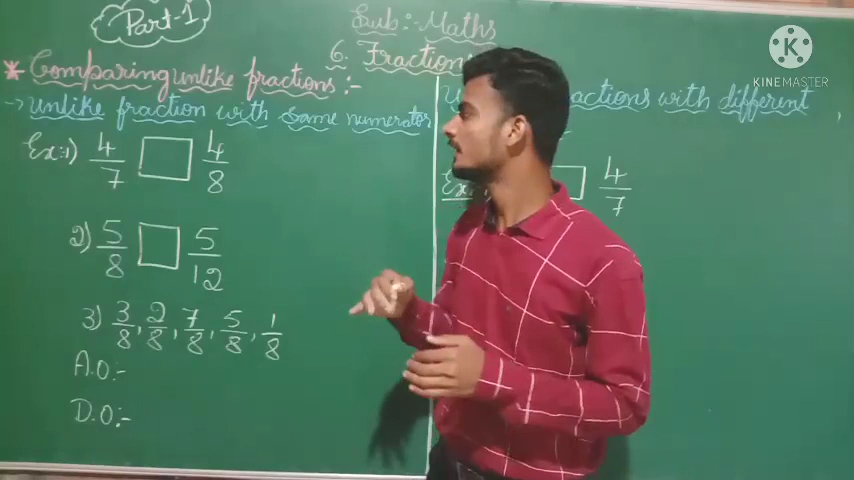 Part-1
Sub:- Maths
6. Fraction
* Comparing unlike fractions :-
→ unlike fraction with same numerator
Ex:1) 4/7 □ 4/8
2) 5/8 □ 5/12
3) 3/8, 2/8, 7/8, 5/8, 1/8
A.O:-
D.O:-
fractions with different
4/7
K
KINEMASTER